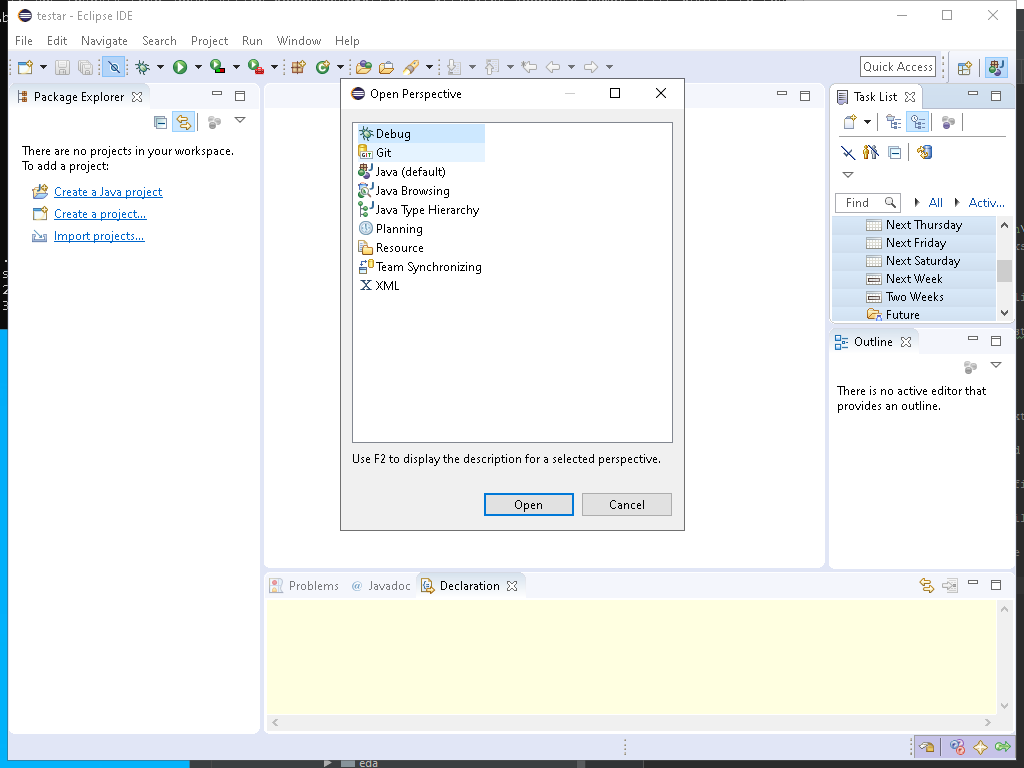 testar - Eclipse IDE
File Edit Navigate Search Project Run Window Help
Quick Access
Package Explorer
There are no projects in your workspace.
To add a project:
Create a Java project
Create a project...
Import projects...
Open Perspective
Debug
Git
Java (default)
Java Browsing
Java Type Hierarchy
Planning
Resource
Team Synchronizing
XML
Use F2 to display the description for a selected perspective.
Open Cancel
Task List
Find All Activ...
Next Thursday
Next Friday
Next Saturday
Next Week
Two Weeks
Future
Outline
There is no active editor that
provides an outline.
Problems @ Javadoc Declaration
eda